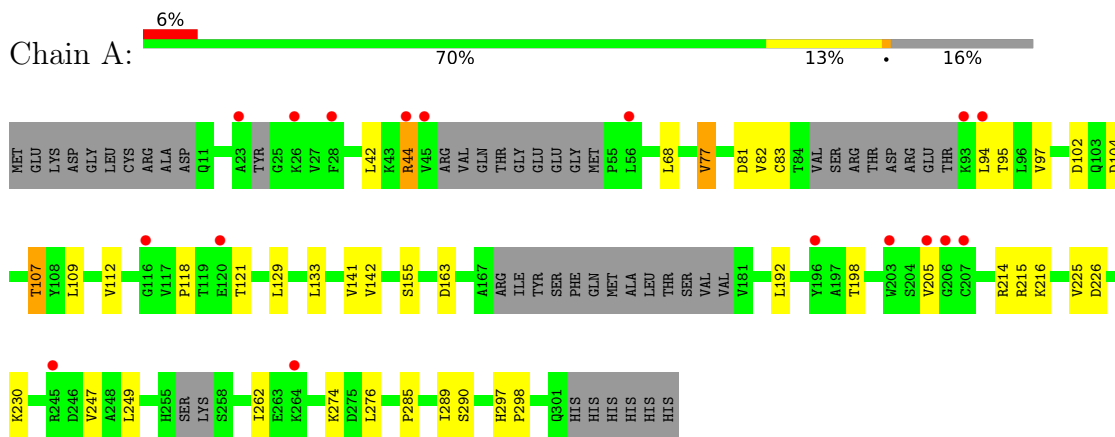 6%
Chain A:
70% 13% • 16%
MET GLU LYS ASP GLY LEU CYS ARG ALA ASP Q11 A23 TYR G25 K26 V27 F28 L42 K43 R44 V45 ARG VAL GLN THR GLY GLU GLU GLY MET P55 L56 L68 V77 D81 V82 C83 T84 VAL SER ARG THR ASP ARG GLU THR K93 L94 T95 L96 V97 D102 Q103 D104
T107 Y108 L109 V112 G116 V117 P118 T119 E120 T121 L129 L133 V141 V142 S155 D163 A167 ARG ILE TYR SER PHE GLN MET ALA LEU THR SER VAL VAL V181 L192 Y196 A197 T198 W203 S204 V205 G206 C207 R214 R215 K216 V225 D226
K230 R245 D246 V247 A248 L249 H255 SER LYS S258 I262 E263 K264 K274 D275 L276 P285 I289 S290 H297 P298 Q301 HIS HIS HIS HIS HIS HIS